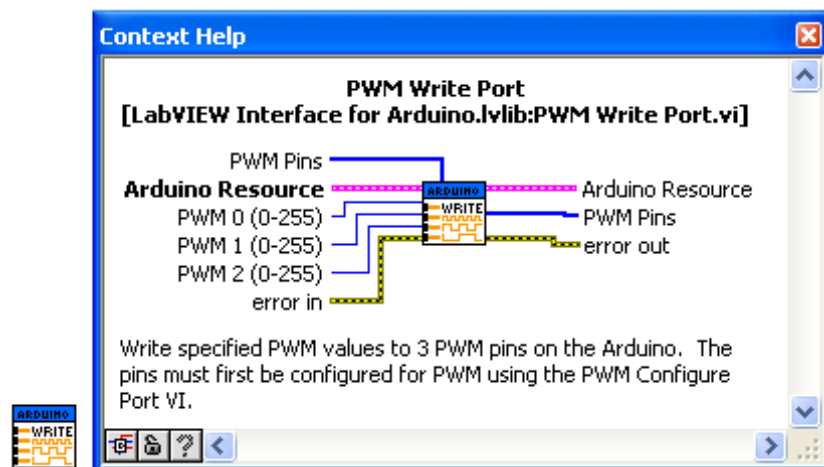 Context Help
PWM Write Port
[LabVIEW Interface for Arduino.lvlib:PWM Write Port.vi]
PWM Pins
Arduino Resource
ARDUINO
Arduino Resource
PWM 0 (0-255)
WRITE
PWM Pins
PWM 1 (0-255)
error out
PWM 2 (0-255)
error in
Write specified PWM values to 3 PWM pins on the Arduino. The
pins must first be configured for PWM using the PWM Configure
Port VI.
ARDUINO
WRITE
?